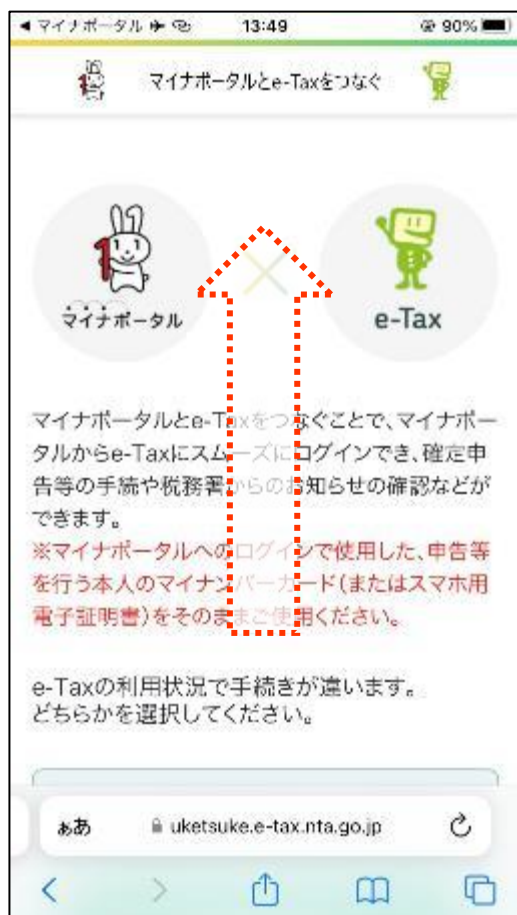 マイナポータル 13:49 90%
マイナポータルとe-Taxをつなぐ
マイナポータル e-Tax
マイナポータルとe-Taxをつなぐことで、マイナポー
タルからe-Taxにスムーズにログインでき、確定申
告等の手続や税務署からのお知らせの確認などが
できます。
※マイナポータルへのログインで使用した、申告等
を行う本人のマイナンバーカード(またはスマホ用
電子証明書)をそのままご使用ください。
e-Taxの利用状況で手続きが違います。
どちらかを選択してください。
ぁあ uketsuke.e-tax.nta.go.jp